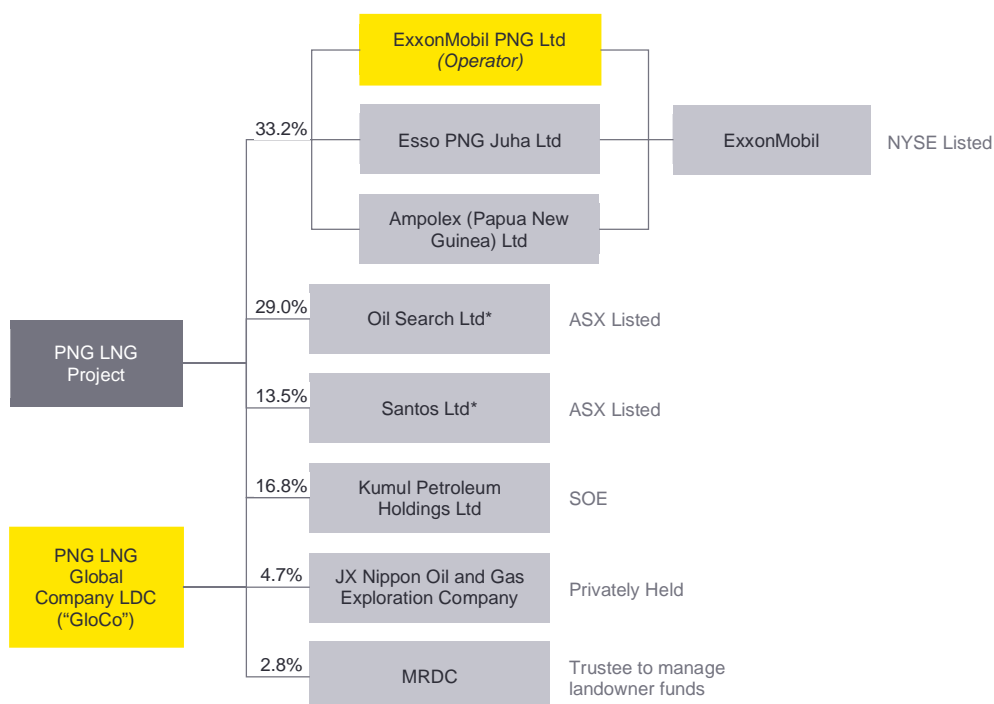 ExxonMobil PNG Ltd
(Operator)
33.2%
Esso PNG Juha Ltd
ExxonMobil
NYSE Listed
Ampolex (Papua New
Guinea) Ltd
29.0%
Oil Search Ltd*
ASX Listed
PNG LNG
Project
13.5%
Santos Ltd*
ASX Listed
16.8%
Kumul Petroleum
Holdings Ltd
SOE
PNG LNG
Global
Company LDC
(“GloCo”)
4.7%
JX Nippon Oil and Gas
Exploration Company
Privately Held
2.8%
MRDC
Trustee to manage
landowner funds